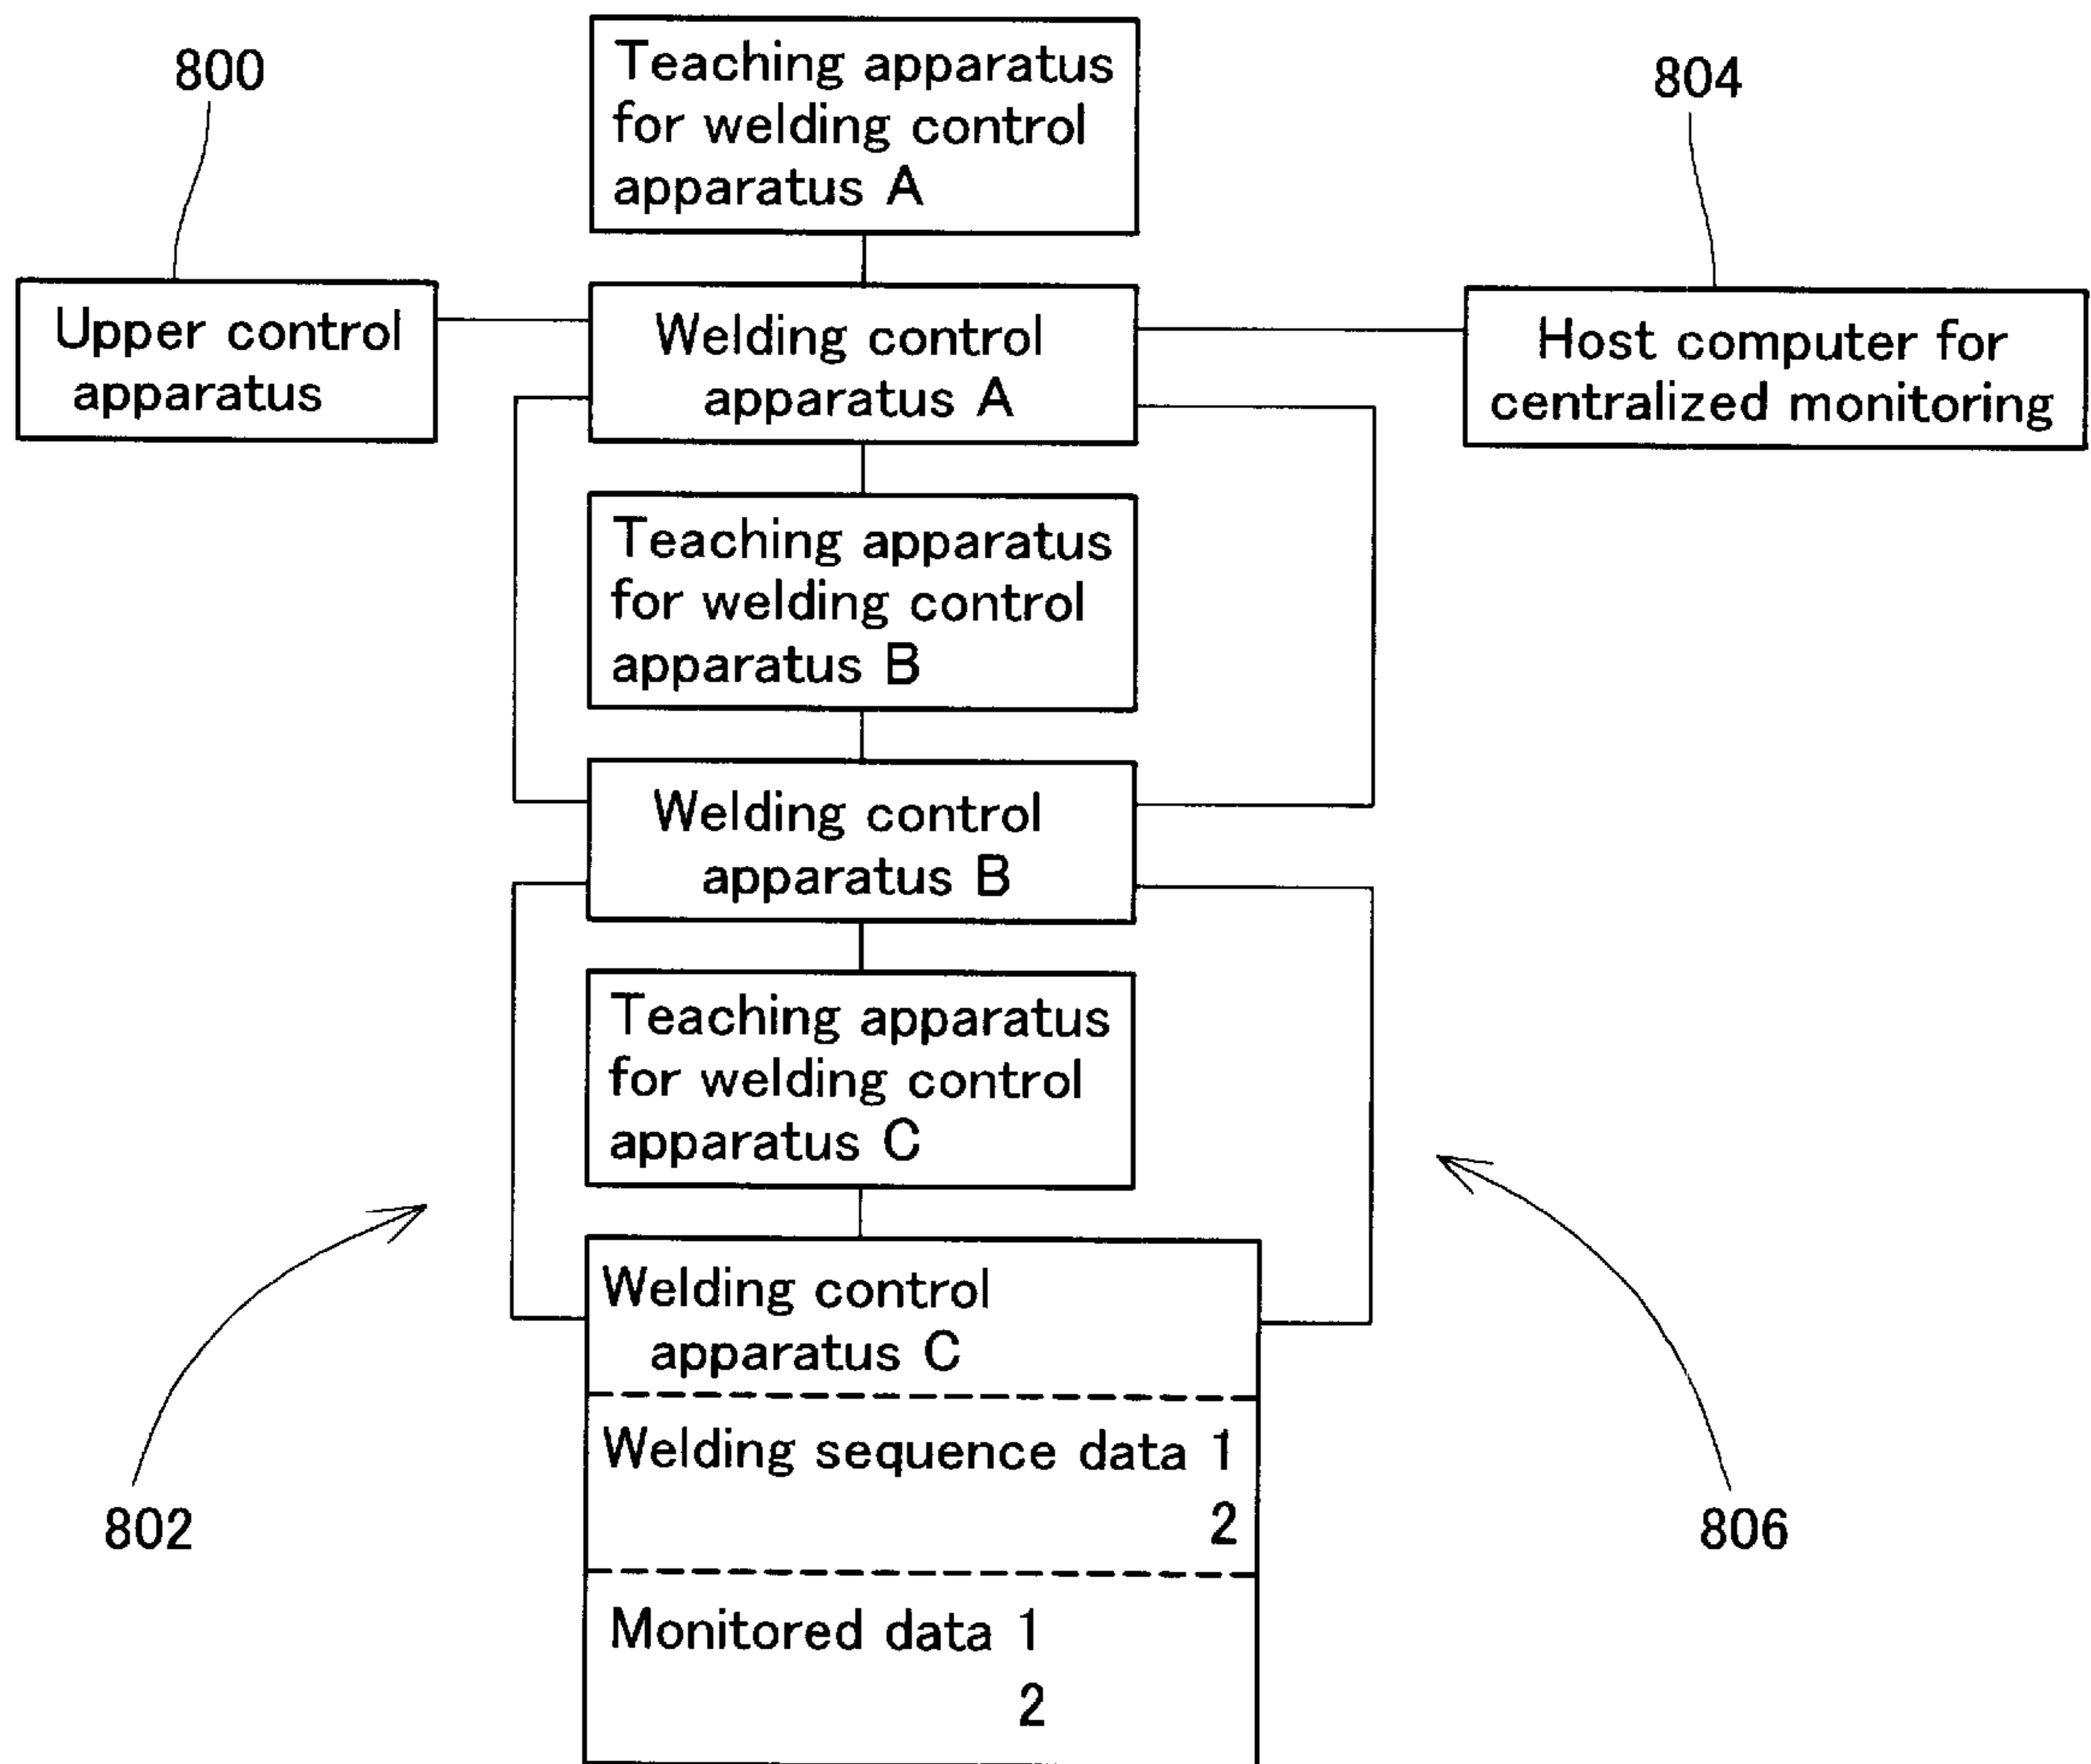 800
Teaching apparatus
for welding control
apparatus A
804
Upper control
apparatus
Welding control
apparatus A
Host computer for
centralized monitoring
Teaching apparatus
for welding control
apparatus B
Welding control
apparatus B
Teaching apparatus
for welding control
apparatus C
Welding control
apparatus C
Welding sequence data 1
2
802
806
Monitored data 1
2